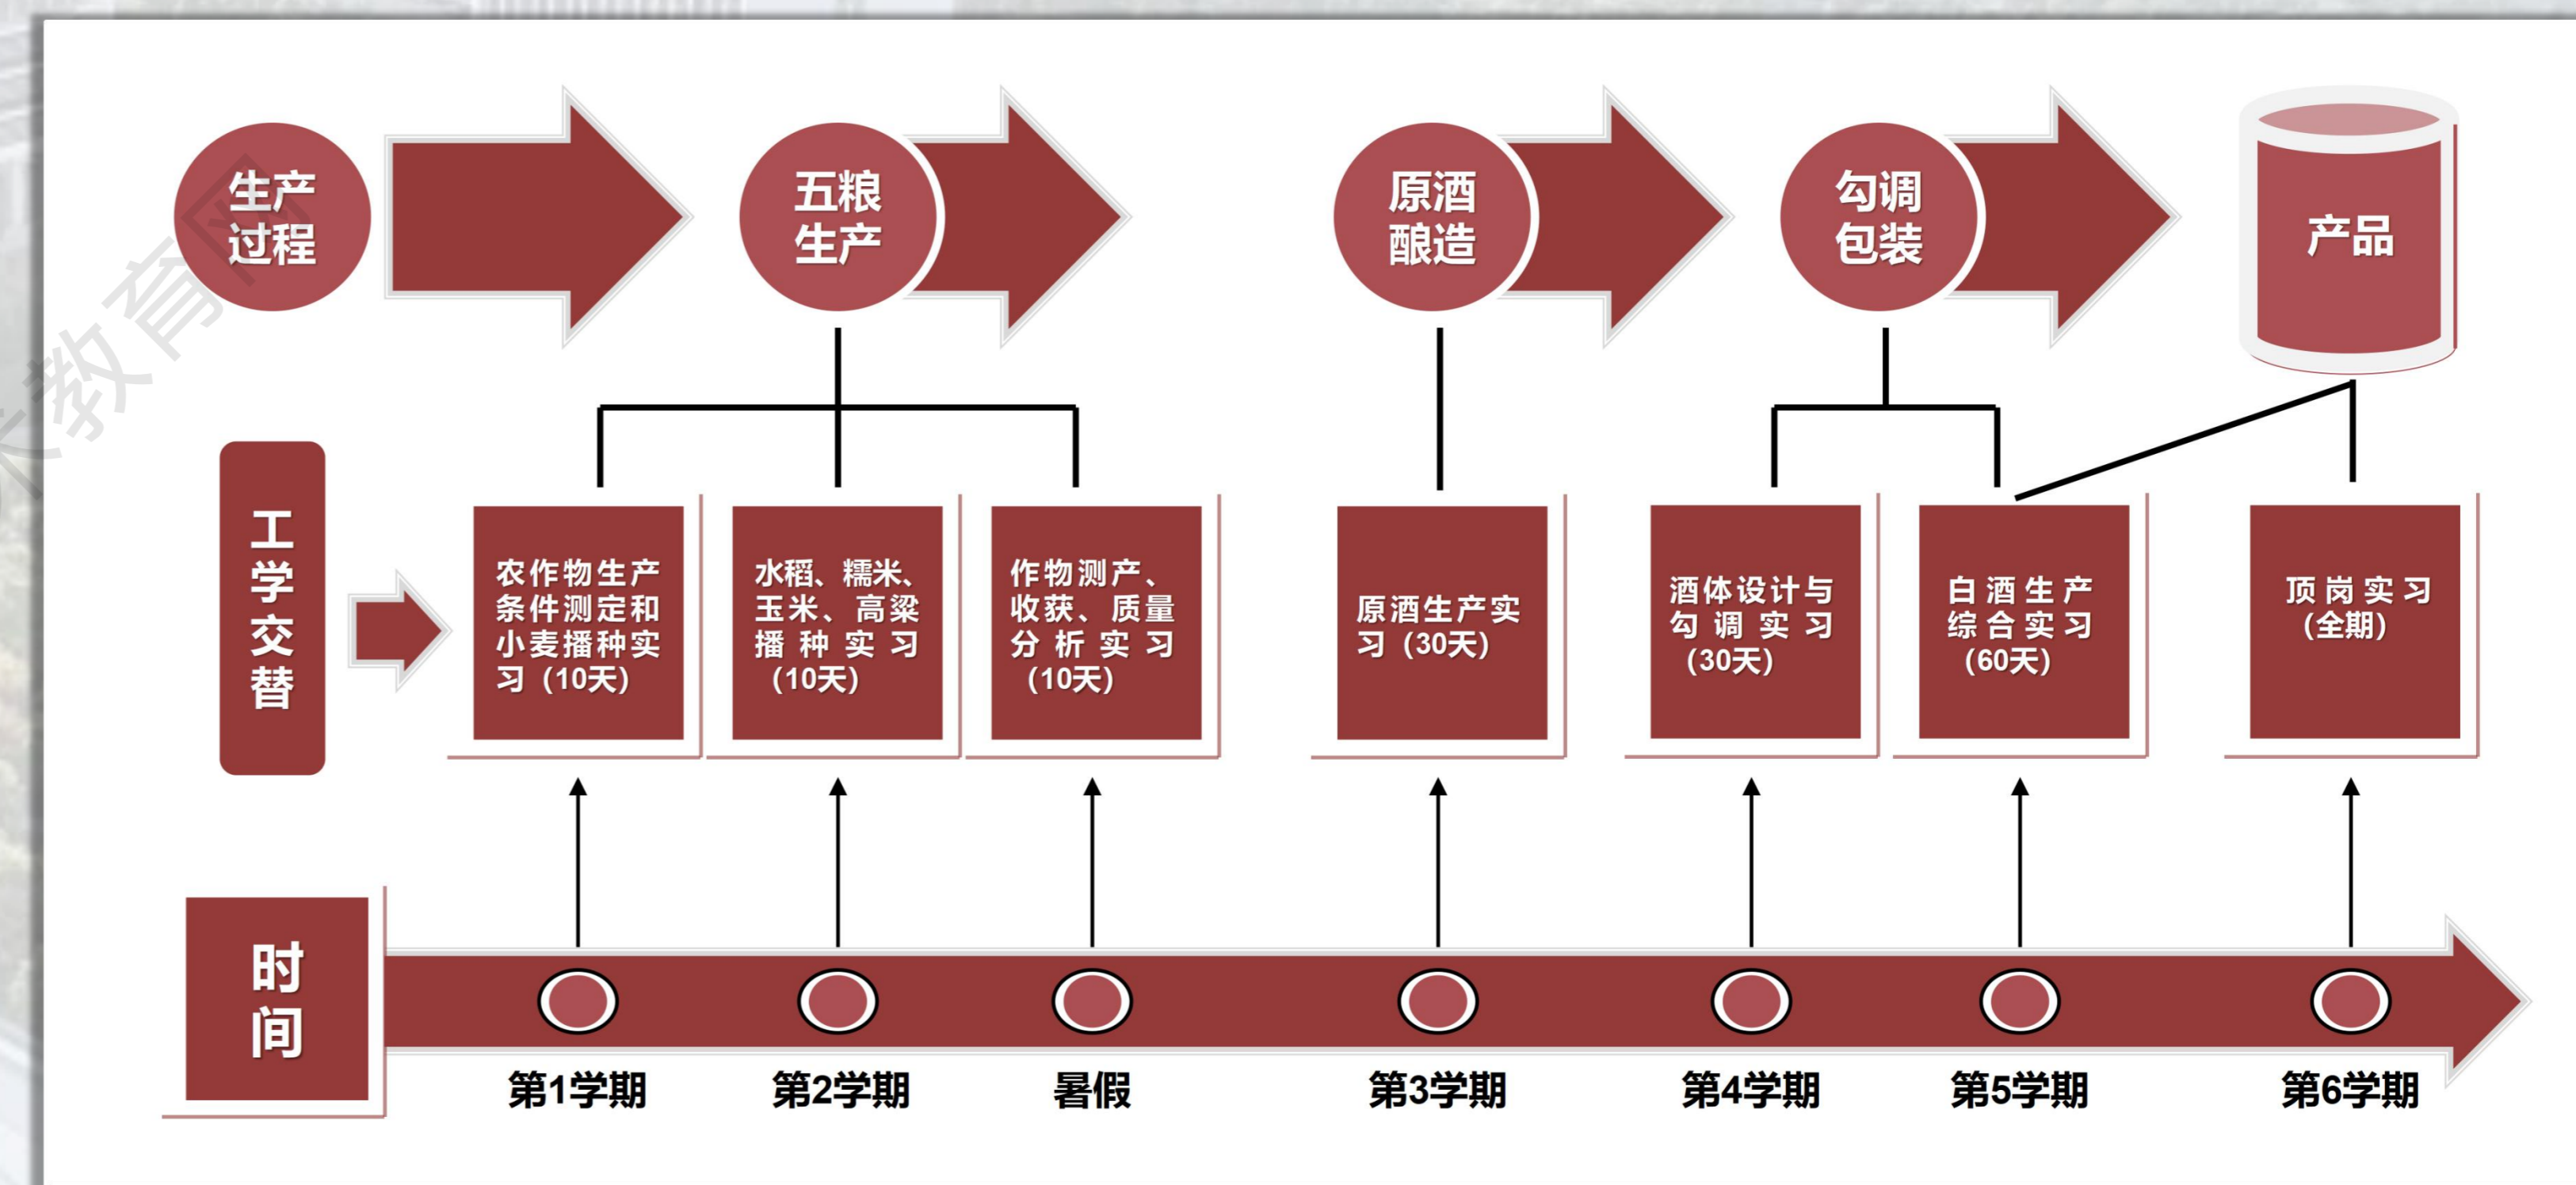 生产
过程
五粮
生产
原酒
酿造
勾调
包装
产品
工
学
交
替
农作物生产
条件测定和
小麦播种实
习（10天）
水稻、糯米、
玉米、高粱
播种实习
（10天）
作物测产、
收获、质量
分析实习
（10天）
原酒生产实
习（30天）
酒体设计与
勾调实习
（30天）
白酒生产
综合实习
（60天）
顶岗实习
（全期）
时
间
第1学期
第2学期
暑假
第3学期
第4学期
第5学期
第6学期
术教育网